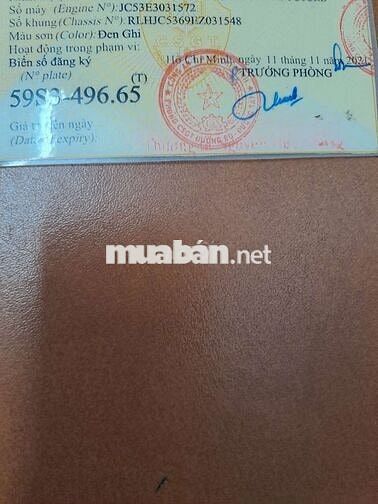 Số máy (Engine N°): JC53E3031572
Số khung (Chassis N°): RLHJC5369EZ031548
Màu sơn (Color): Đen Ghi
Hoạt động trong phạm vi:
Biển số đăng ký
Hồ Chí Minh, ngày 11 tháng 11 năm 2021
(N° plate) (T) TRƯỞNG PHÒNG
59S3-496.65
Giá trị đến ngày
(Date of expiry):
muabán.net